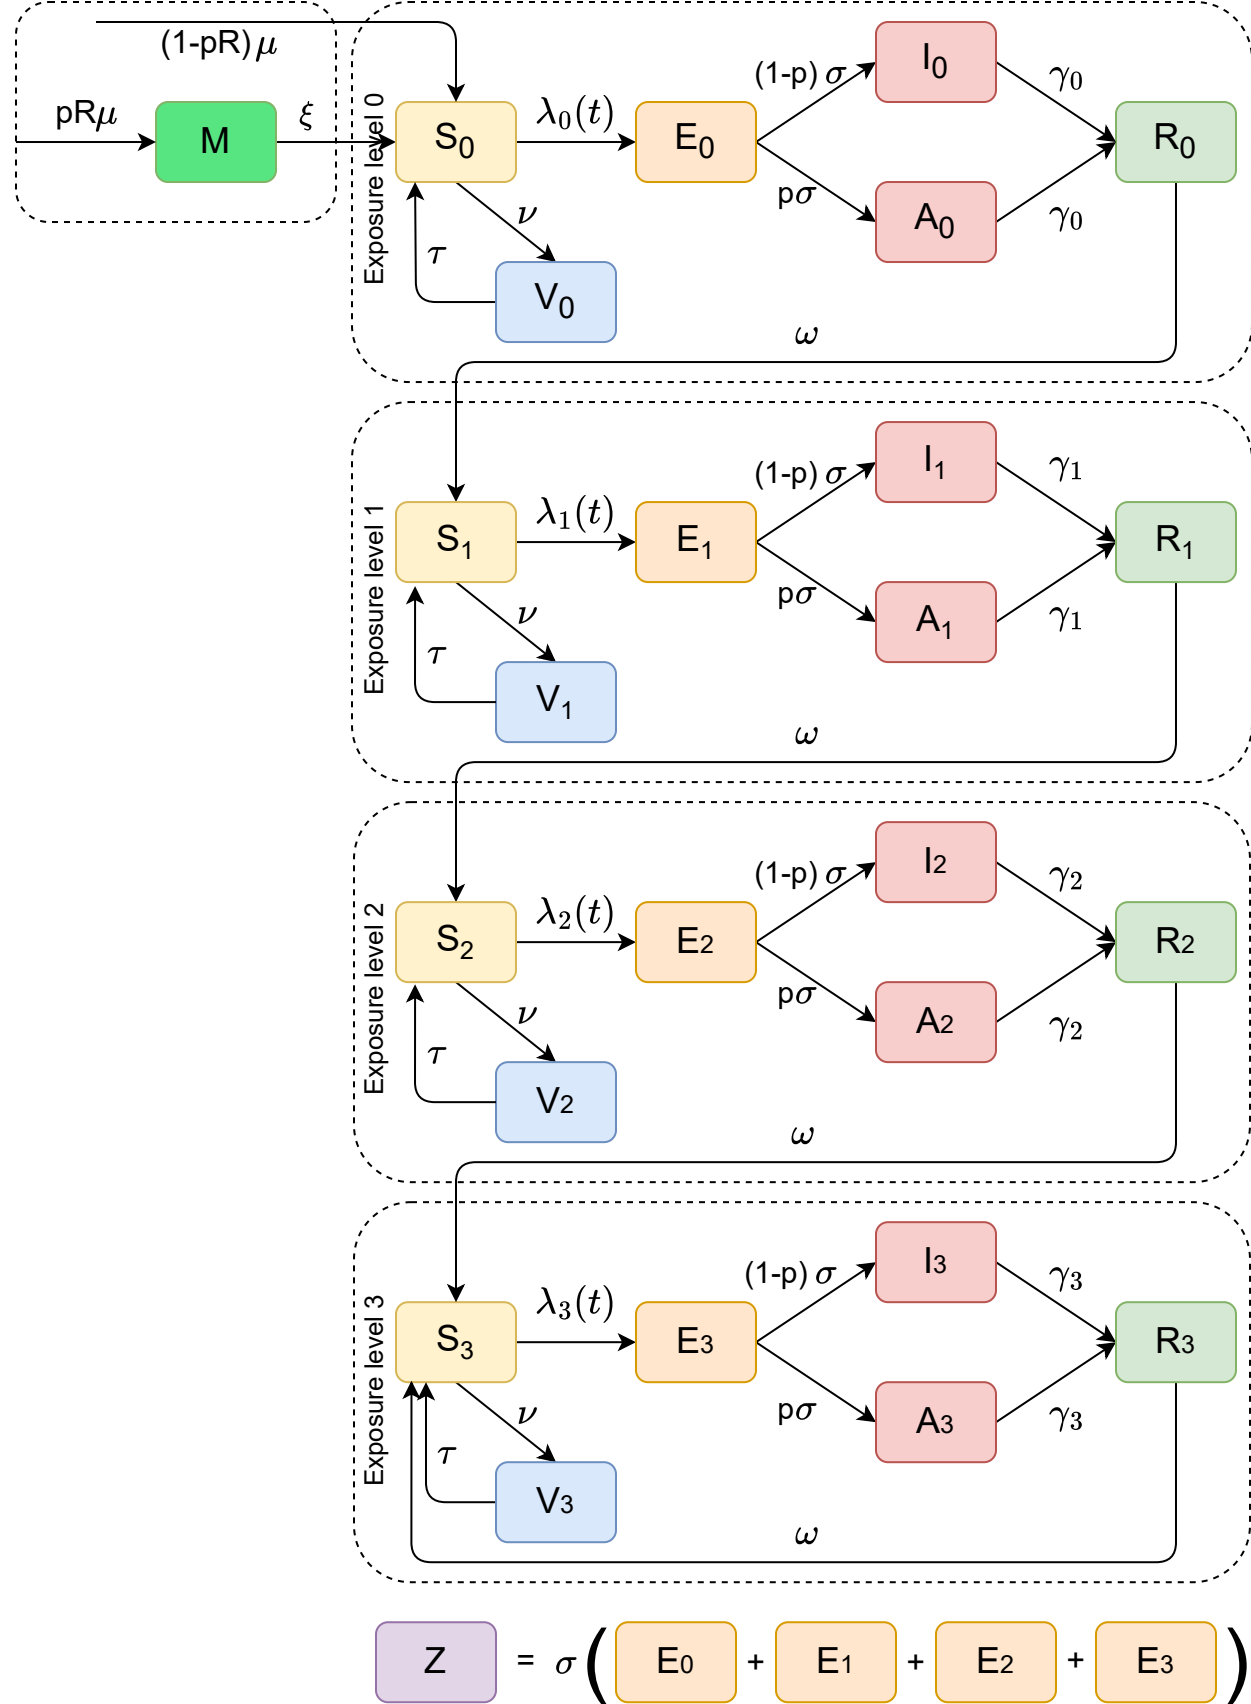 (1-pR) μ
pRμ
M
ξ
Exposure level 0
S0
λ0(t)
E0
(1-p) σ
I0
γ0
pσ
A0
γ0
R0
ν
τ
V0
ω
Exposure level 1
S1
λ1(t)
E1
(1-p) σ
I1
γ1
pσ
A1
γ1
R1
ν
τ
V1
ω
Exposure level 2
S2
λ2(t)
E2
(1-p) σ
I2
γ2
pσ
A2
γ2
R2
ν
τ
V2
ω
Exposure level 3
S3
λ3(t)
E3
(1-p) σ
I3
γ3
pσ
A3
γ3
R3
ν
τ
V3
ω
Z = σ ( E0 + E1 + E2 + E3 )